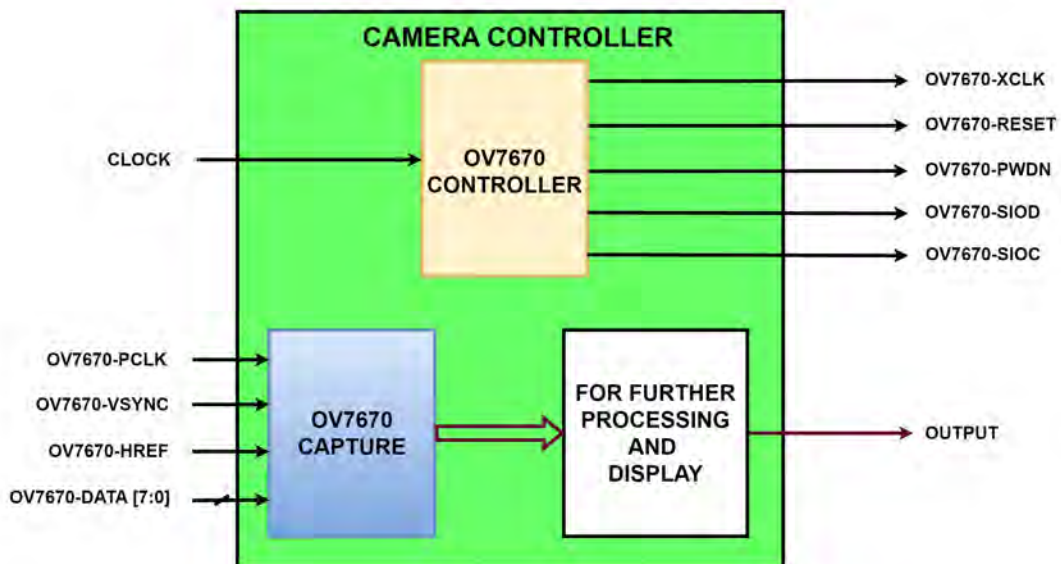 CAMERA CONTROLLER
CLOCK
OV7670
CONTROLLER
OV7670-XCLK
OV7670-RESET
OV7670-PWDN
OV7670-SIOD
OV7670-SIOC
OV7670-PCLK
OV7670-VSYNC
OV7670-HREF
OV7670-DATA [7:0]
OV7670
CAPTURE
FOR FURTHER
PROCESSING
AND
DISPLAY
OUTPUT